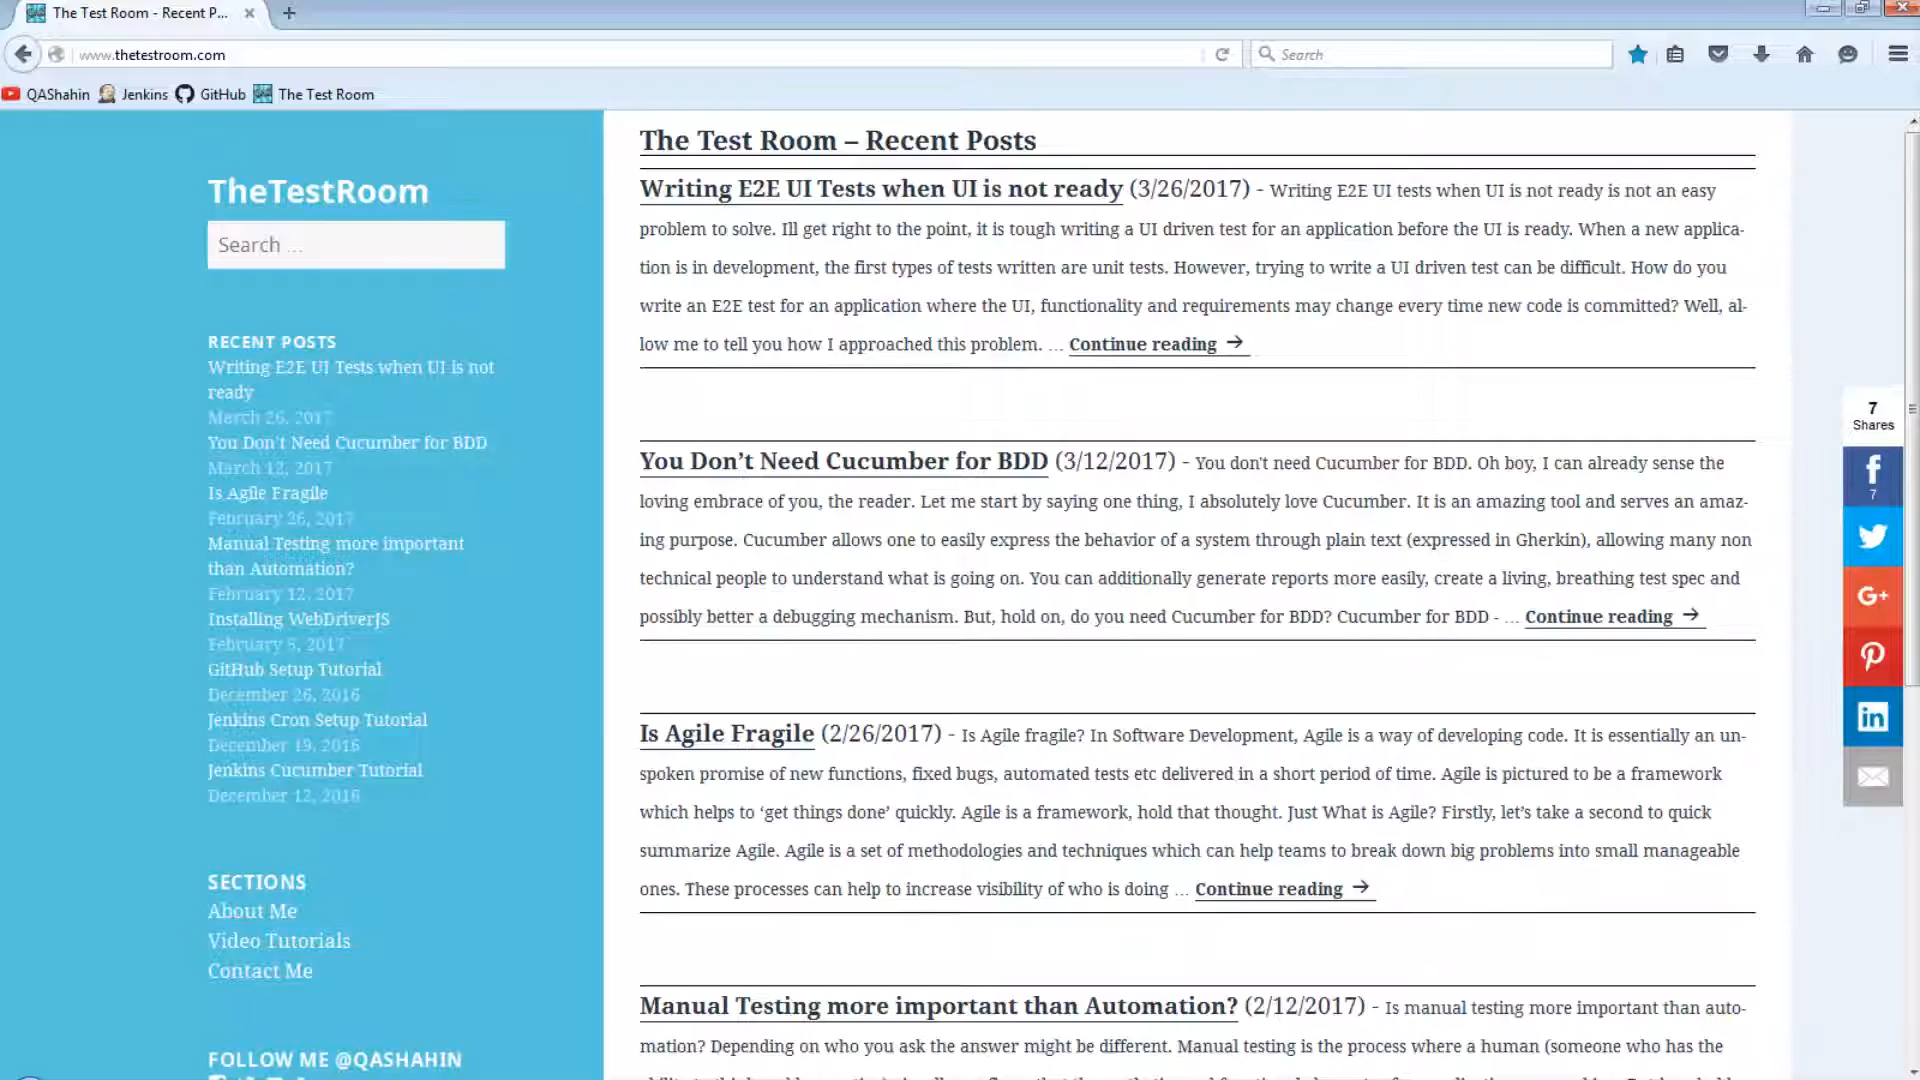 The Test Room - Recent P...
www.thetestroom.com
Search
QAShahin Jenkins GitHub The Test Room
TheTestRoom
Search ...
RECENT POSTS
Writing E2E UI Tests when UI is not
ready
March 26, 2017
You Don't Need Cucumber for BDD
March 12, 2017
Is Agile Fragile
February 26, 2017
Manual Testing more important
than Automation?
February 12, 2017
Installing WebDriverJS
February 5, 2017
GitHub Setup Tutorial
December 26, 2016
Jenkins Cron Setup Tutorial
December 19, 2016
Jenkins Cucumber Tutorial
December 12, 2016
SECTIONS
About Me
Video Tutorials
Contact Me
FOLLOW ME @QASHAHIN
The Test Room – Recent Posts
Writing E2E UI Tests when UI is not ready (3/26/2017) - Writing E2E UI tests when UI is not ready is not an easy
problem to solve. Ill get right to the point, it is tough writing a UI driven test for an application before the UI is ready. When a new applica-
tion is in development, the first types of tests written are unit tests. However, trying to write a UI driven test can be difficult. How do you
write an E2E test for an application where the UI, functionality and requirements may change every time new code is committed? Well, al-
low me to tell you how I approached this problem. ... Continue reading →
You Don’t Need Cucumber for BDD (3/12/2017) - You don't need Cucumber for BDD. Oh boy, I can already sense the
loving embrace of you, the reader. Let me start by saying one thing, I absolutely love Cucumber. It is an amazing tool and serves an amaz-
ing purpose. Cucumber allows one to easily express the behavior of a system through plain text (expressed in Gherkin), allowing many non
technical people to understand what is going on. You can additionally generate reports more easily, create a living, breathing test spec and
possibly better a debugging mechanism. But, hold on, do you need Cucumber for BDD? Cucumber for BDD - ... Continue reading →
Is Agile Fragile (2/26/2017) - Is Agile fragile? In Software Development, Agile is a way of developing code. It is essentially an un-
spoken promise of new functions, fixed bugs, automated tests etc delivered in a short period of time. Agile is pictured to be a framework
which helps to ‘get things done’ quickly. Agile is a framework, hold that thought. Just What is Agile? Firstly, let’s take a second to quick
summarize Agile. Agile is a set of methodologies and techniques which can help teams to break down big problems into small manageable
ones. These processes can help to increase visibility of who is doing ... Continue reading →
Manual Testing more important than Automation? (2/12/2017) - Is manual testing more important than auto-
mation? Depending on who you ask the answer might be different. Manual testing is the process where a human (someone who has the
7
Shares
7